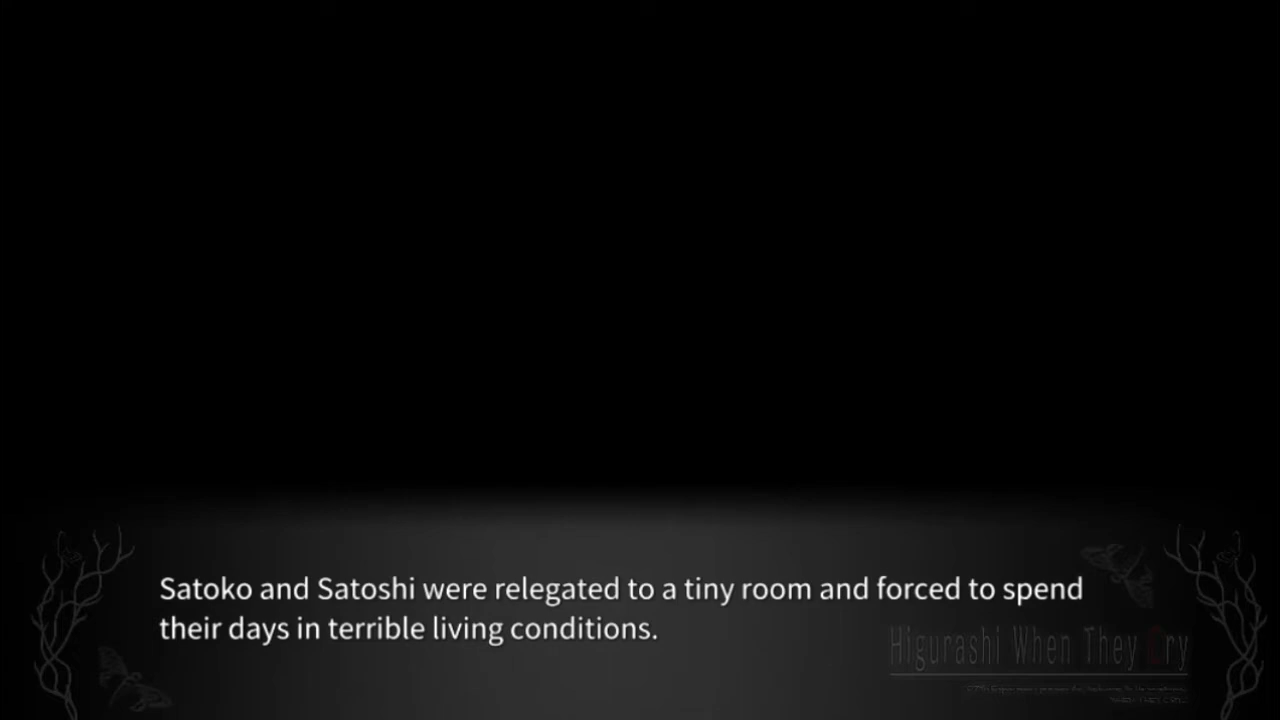 Satoko and Satoshi were relegated to a tiny room and forced to spend
their days in terrible living conditions.
Higurashi When They Cry